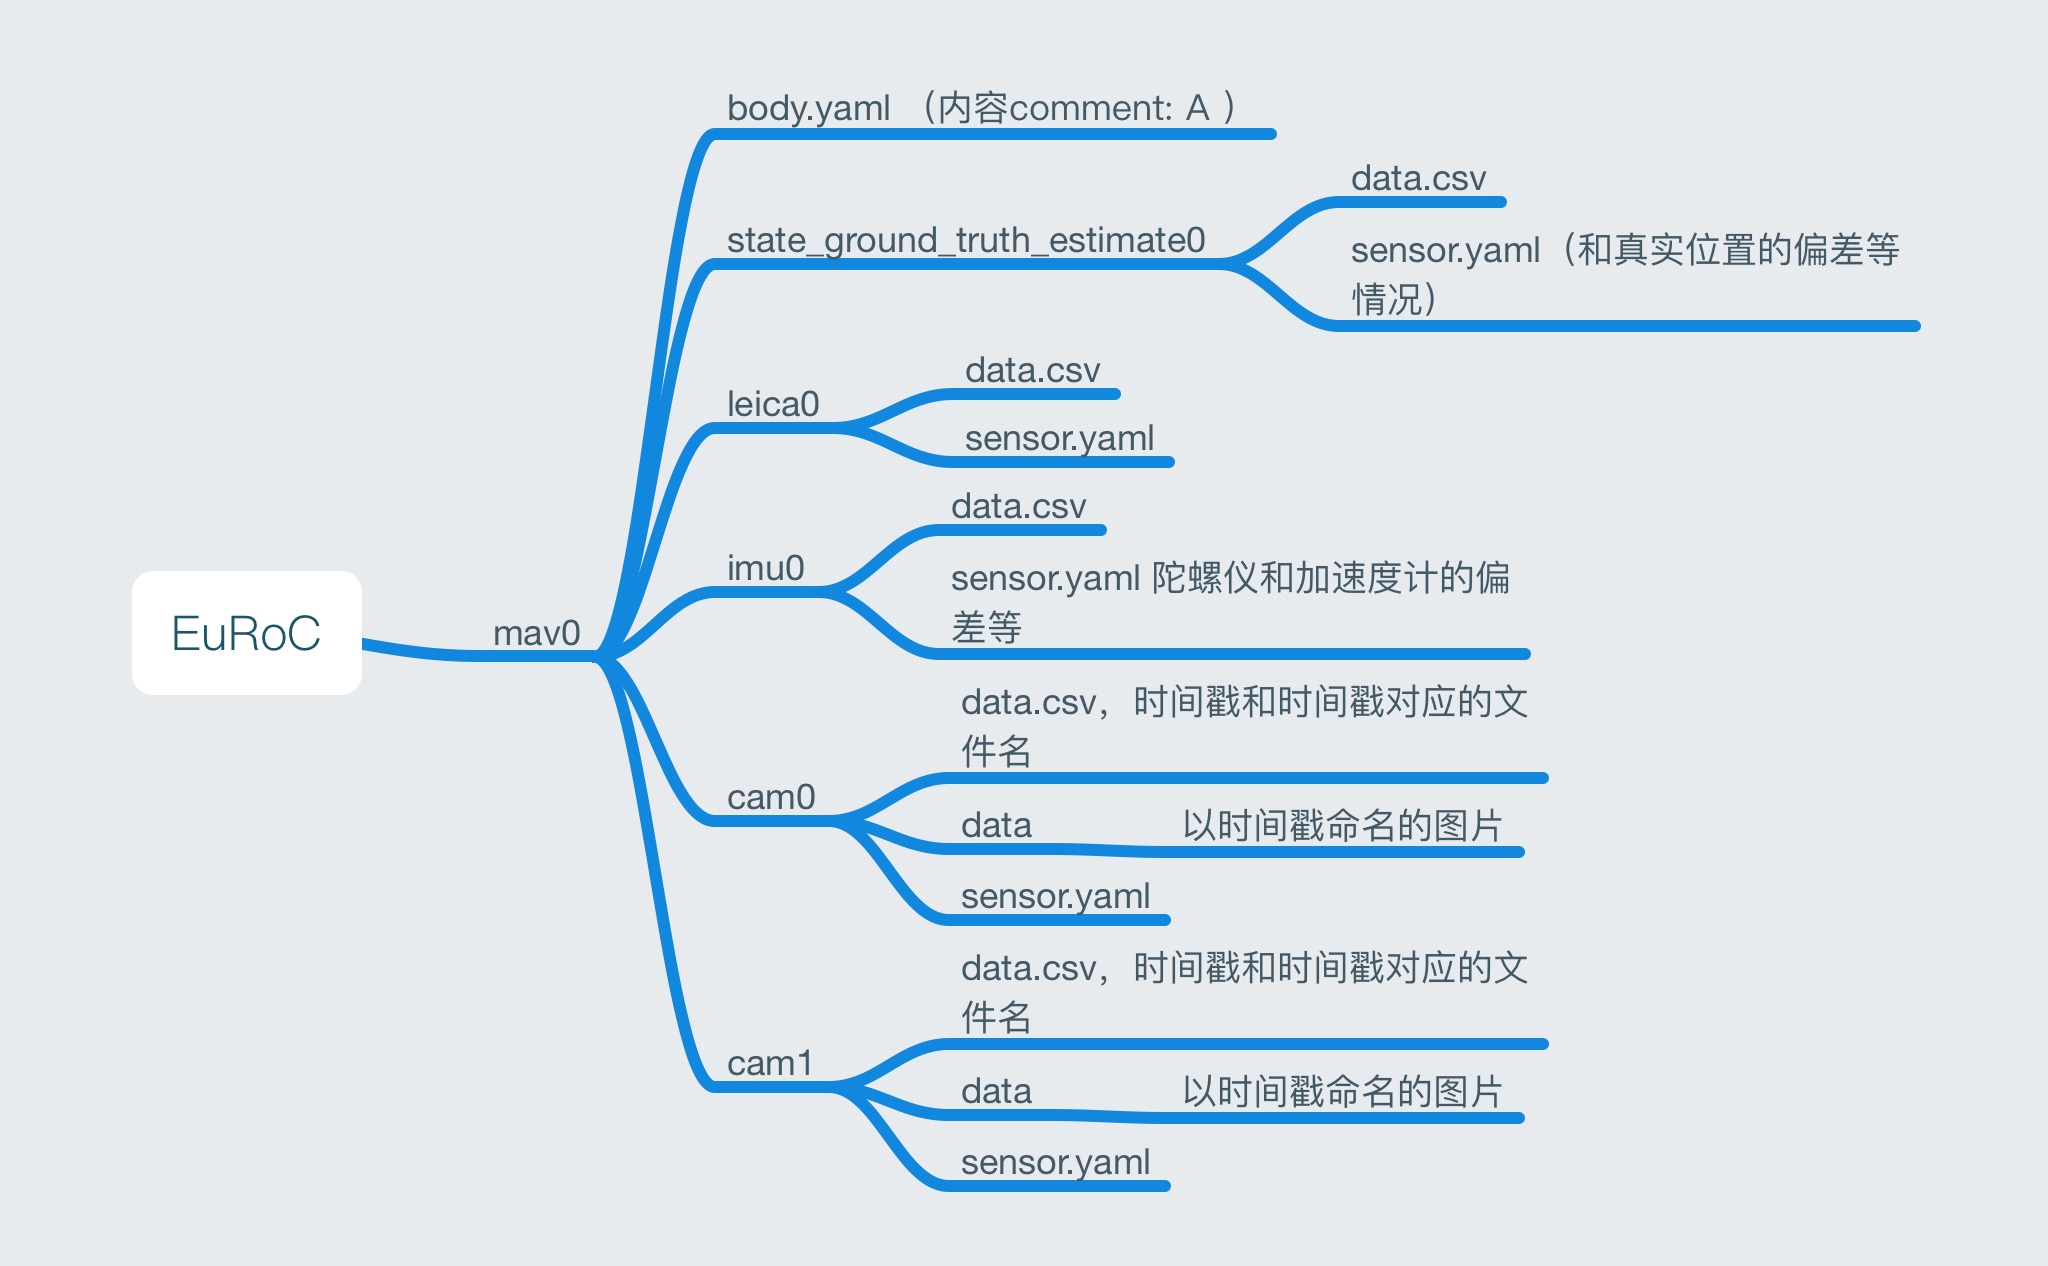 body.yaml （内容comment: A ）
data.csv
state_ground_truth_estimate0
sensor.yaml（和真实位置的偏差等
情况）
data.csv
leica0
sensor.yaml
data.csv
imu0
sensor.yaml 陀螺仪和加速度计的偏
差等
EuRoC
mav0
data.csv，时间戳和时间戳对应的文
件名
cam0
data
以时间戳命名的图片
sensor.yaml
data.csv，时间戳和时间戳对应的文
件名
cam1
data
以时间戳命名的图片
sensor.yaml